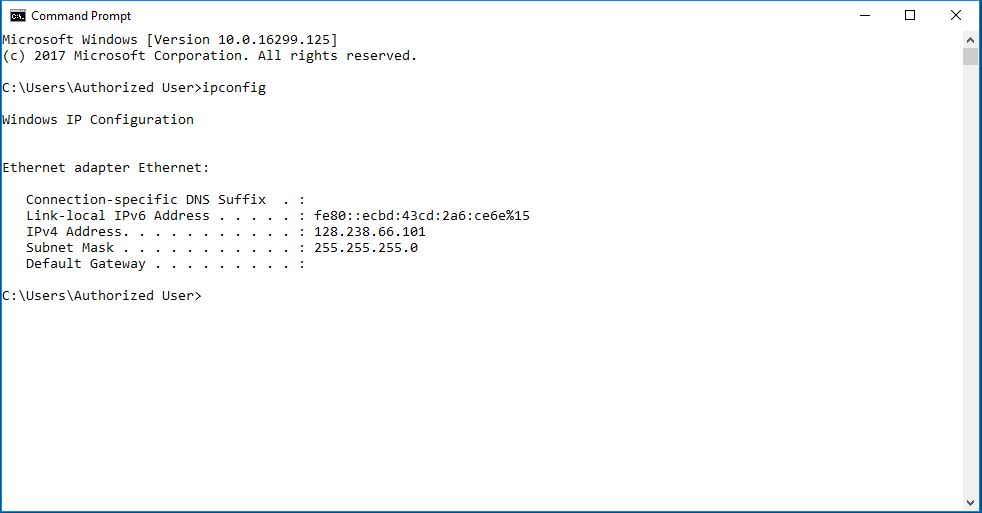 Command Prompt
Microsoft Windows [Version 10.0.16299.125]
(c) 2017 Microsoft Corporation. All rights reserved.
C:\Users\Authorized User>ipconfig
Windows IP Configuration
Ethernet adapter Ethernet:
Connection-specific DNS Suffix  . :
Link-local IPv6 Address . . . . . : fe80::ecbd:43cd:2a6:ce6e%15
IPv4 Address. . . . . . . . . . . : 128.238.66.101
Subnet Mask . . . . . . . . . . . : 255.255.255.0
Default Gateway . . . . . . . . . :
C:\Users\Authorized User>